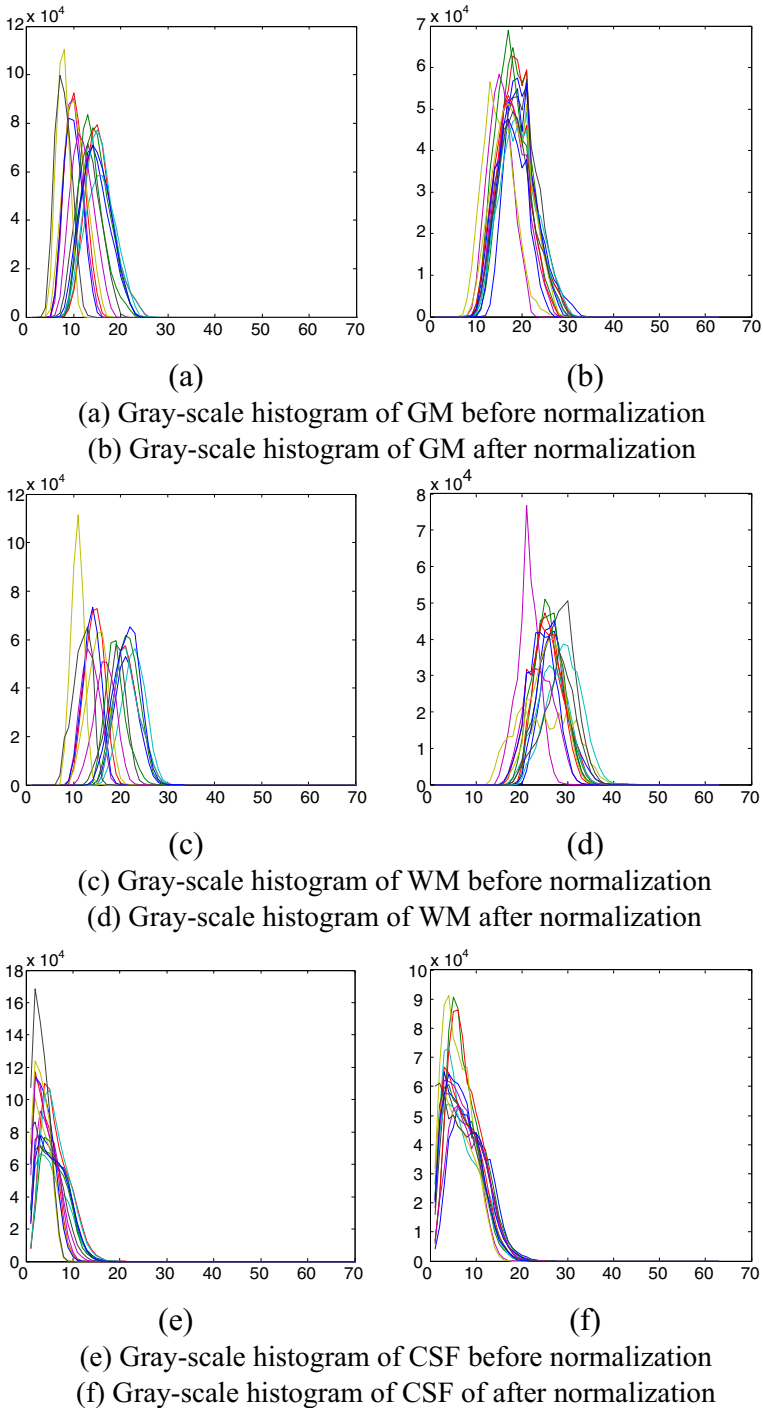 x 10^4
12
10
8
6
4
2
0
0 10 20 30 40 50 60 70
x 10^4
7
6
5
4
3
2
1
0
0 10 20 30 40 50 60 70
(a) (b)
(a) Gray-scale histogram of GM before normalization
(b) Gray-scale histogram of GM after normalization
x 10^4
12
10
8
6
4
2
0
0 10 20 30 40 50 60 70
x 10^4
8
7
6
5
4
3
2
1
0
0 10 20 30 40 50 60 70
(c) (d)
(c) Gray-scale histogram of WM before normalization
(d) Gray-scale histogram of WM after normalization
x 10^4
18
16
14
12
10
8
6
4
2
0
0 10 20 30 40 50 60 70
x 10^4
10
9
8
7
6
5
4
3
2
1
0
0 10 20 30 40 50 60 70
(e) (f)
(e) Gray-scale histogram of CSF before normalization
(f) Gray-scale histogram of CSF of after normalization